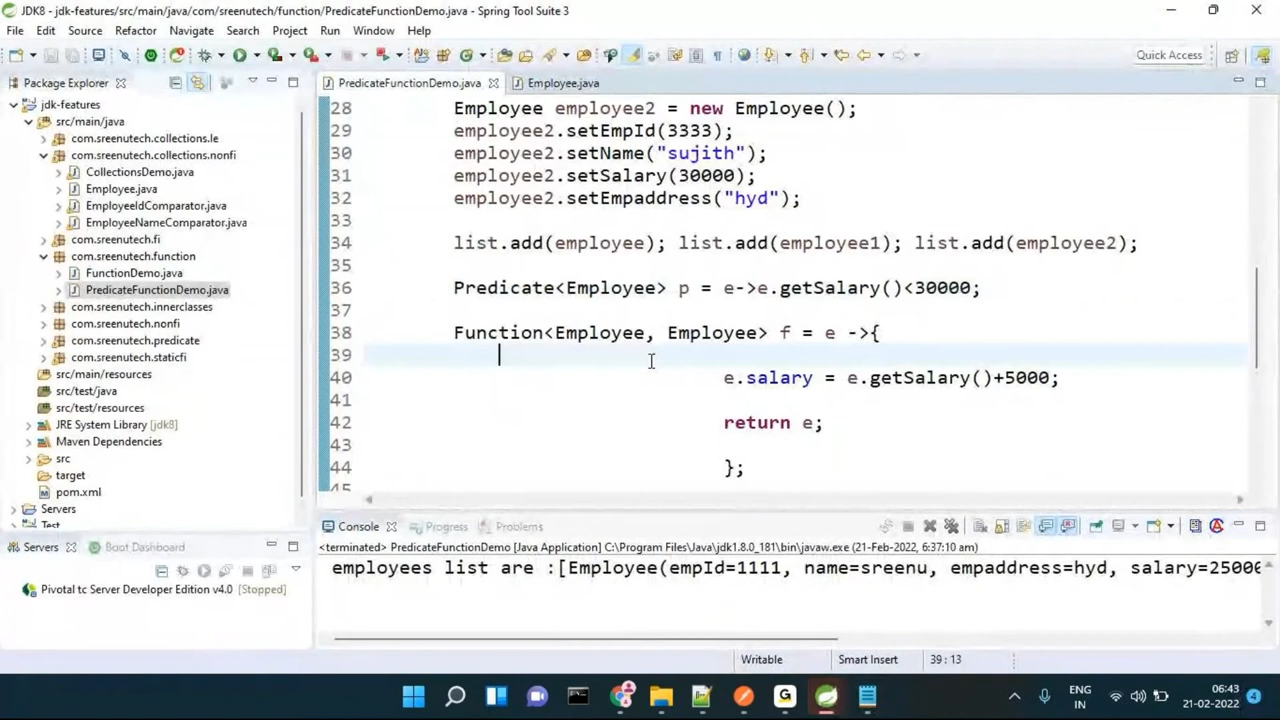 JDK8 - jdk-features/src/main/java/com/sreenutech/function/PredicateFunctionDemo.java - Spring Tool Suite 3
File Edit Source Refactor Navigate Search Project Run Window Help
Quick Access
Package Explorer
jdk-features
src/main/java
com.sreenutech.collections.le
com.sreenutech.collections.nonfi
CollectionsDemo.java
Employee.java
EmployeeIdComparator.java
EmployeeNameComparator.java
com.sreenutech.fi
com.sreenutech.function
FunctionDemo.java
PredicateFunctionDemo.java
com.sreenutech.innerclasses
com.sreenutech.nonfi
com.sreenutech.predicate
com.sreenutech.staticfi
src/main/resources
src/test/java
src/test/resources
JRE System Library [jdk8]
Maven Dependencies
src
target
pom.xml
Servers
Test
Servers Boot Dashboard
Pivotal tc Server Developer Edition v4.0 [Stopped]
PredicateFunctionDemo.java Employee.java
28 Employee employee2 = new Employee();
29 employee2.setEmpId(3333);
30 employee2.setName("sujith");
31 employee2.setSalary(30000);
32 employee2.setEmpaddress("hyd");
33
34 list.add(employee); list.add(employee1); list.add(employee2);
35
36 Predicate<Employee> p = e->e.getSalary()<30000;
37
38 Function<Employee, Employee> f = e ->{
39
40 e.salary = e.getSalary()+5000;
41
42 return e;
43
44 };
45
Console Progress Problems
<terminated> PredicateFunctionDemo [Java Application] C:\Program Files\Java\jdk1.8.0_181\bin\javaw.exe (21-Feb-2022, 6:37:10 am)
employees list are :[Employee(empId=1111, name=sreenu, empaddress=hyd, salary=25000
Writable Smart Insert 39 : 13
ENG
IN
06:43
21-02-2022
4